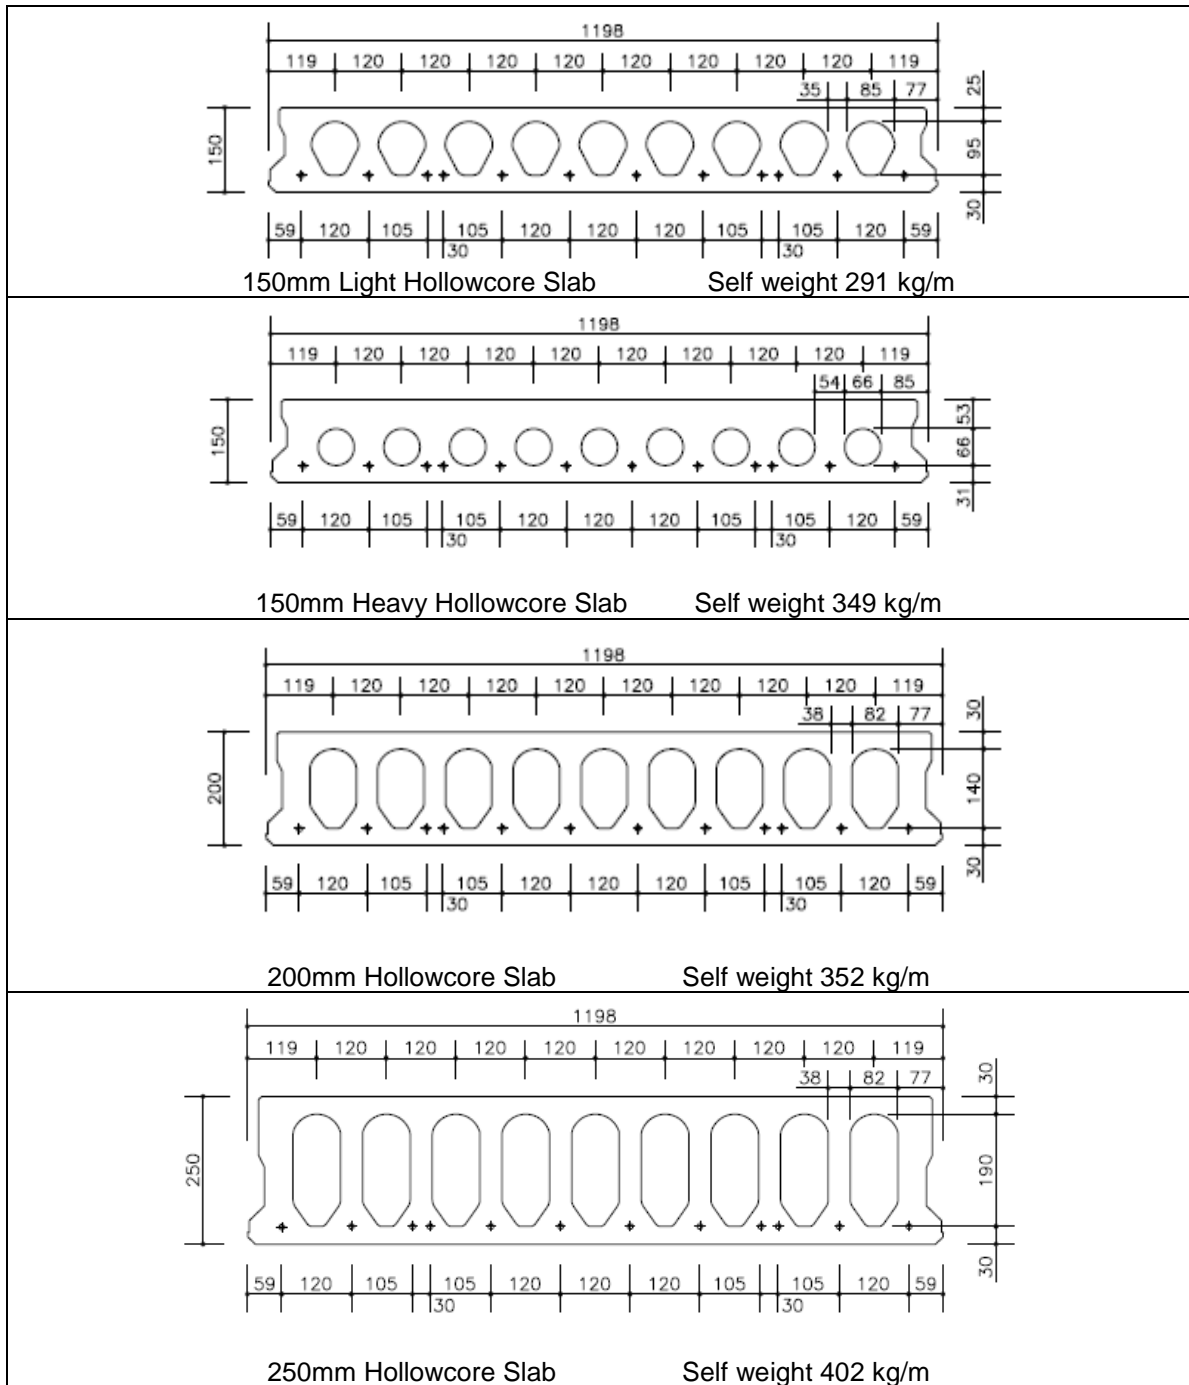 1198
119 120 120 120 120 120 120 120 120 119
35 85 77 25
150 95
30
59 120 105 105 120 120 120 105 105 120 59
30 30
150mm Light Hollowcore Slab Self weight 291 kg/m
1198
119 120 120 120 120 120 120 120 120 119
54 66 85 53
150 66
31
59 120 105 105 120 120 120 105 105 120 59
30 30
150mm Heavy Hollowcore Slab Self weight 349 kg/m
1198
119 120 120 120 120 120 120 120 120 119
38 82 77 30
200 140
30
59 120 105 105 120 120 120 105 105 120 59
30 30
200mm Hollowcore Slab Self weight 352 kg/m
1198
119 120 120 120 120 120 120 120 120 119
38 82 77 30
250 190
30
59 120 105 105 120 120 120 105 105 120 59
30 30
250mm Hollowcore Slab Self weight 402 kg/m